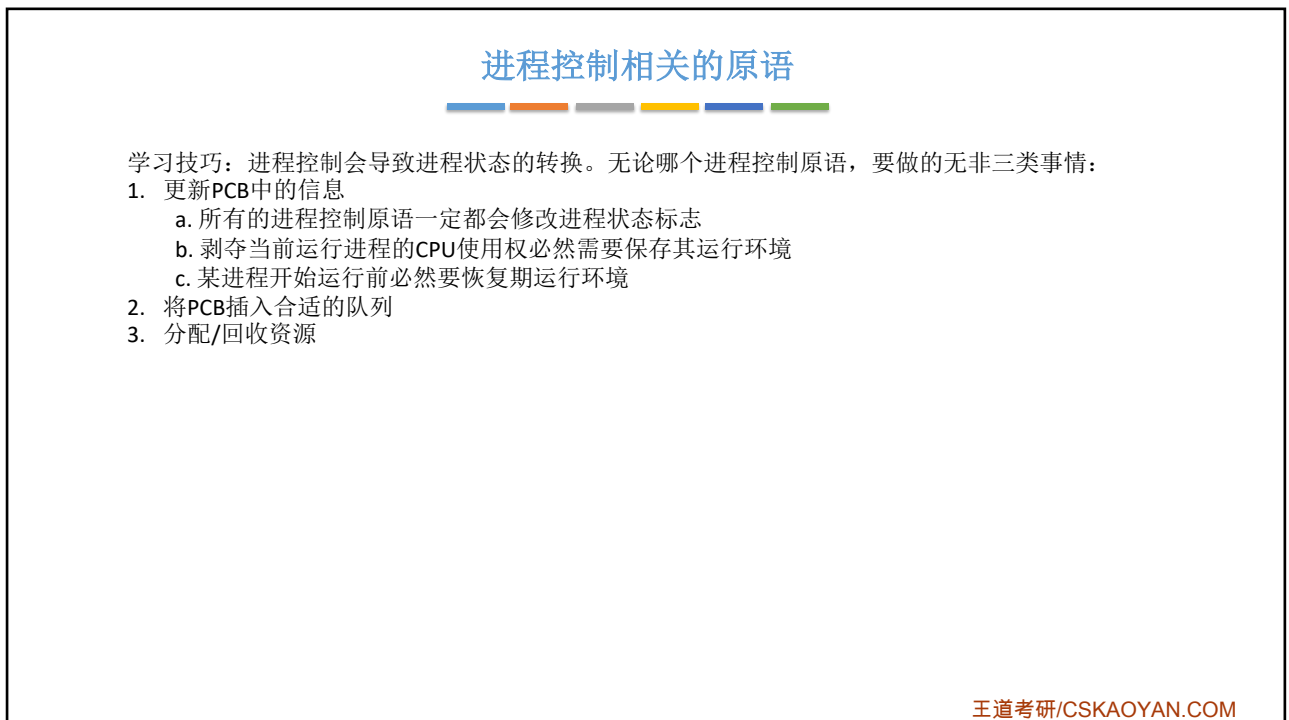 进程控制相关的原语
学习技巧：进程控制会导致进程状态的转换。无论哪个进程控制原语，要做的无非三类事情：
1. 更新PCB中的信息
a. 所有的进程控制原语一定都会修改进程状态标志
b. 剥夺当前运行进程的CPU使用权必然需要保存其运行环境
c. 某进程开始运行前必然要恢复期运行环境
2. 将PCB插入合适的队列
3. 分配/回收资源
王道考研/CSKAOYAN.COM